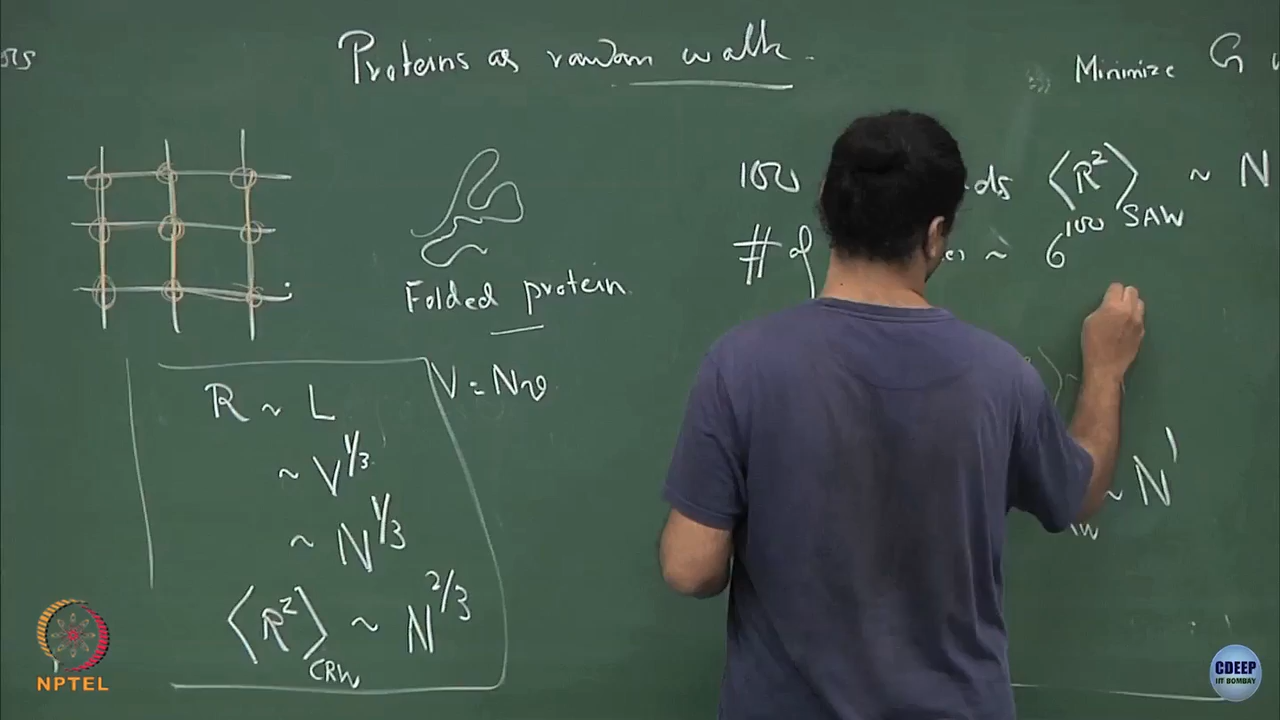 Proteins as random walk.
Minimize G
Folded protein.
R ~ L
V = Nv
~ V^1/3
~ N^1/3
⟨R²⟩CRW ~ N^2/3
100
⟨R²⟩SAW ~ N
# of
~ 6^100
~ N
NPTEL
CDEEP
IIT BOMBAY